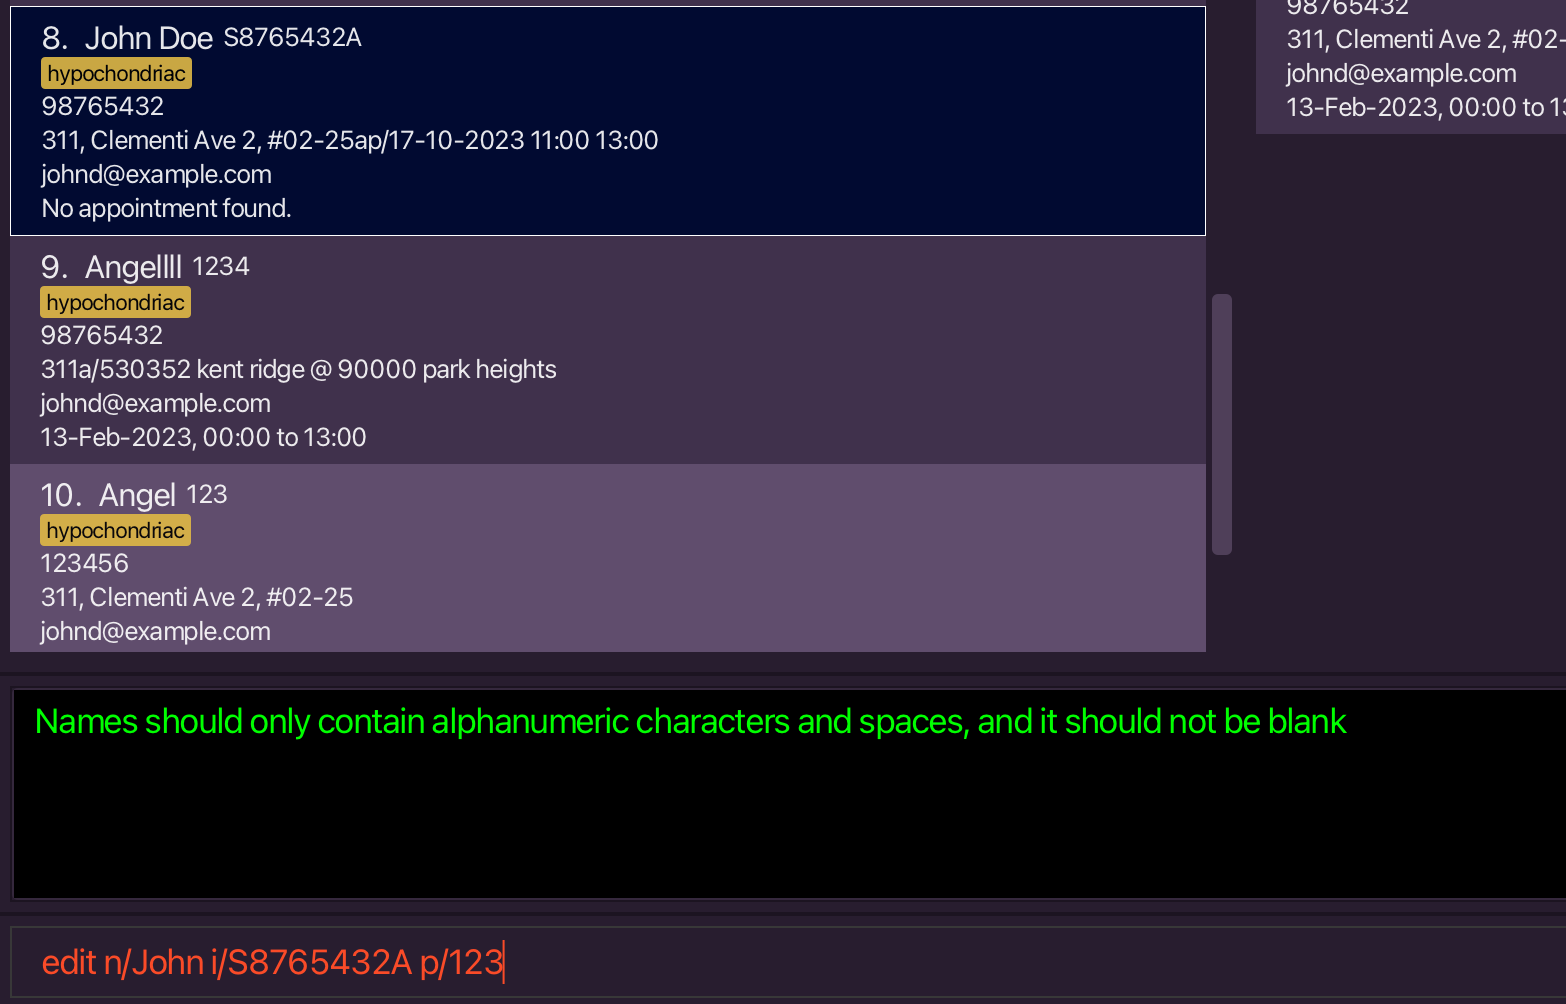 8. John Doe S8765432A
hypochondriac
98765432
311, Clementi Ave 2, #02-25ap/17-10-2023 11:00 13:00
johnd@example.com
No appointment found.
9. Angellll 1234
hypochondriac
98765432
311a/530352 kent ridge @ 90000 park heights
johnd@example.com
13-Feb-2023, 00:00 to 13:00
10. Angel 123
hypochondriac
123456
311, Clementi Ave 2, #02-25
johnd@example.com
98765432
311, Clementi Ave 2, #02-
johnd@example.com
13-Feb-2023, 00:00 to 13
Names should only contain alphanumeric characters and spaces, and it should not be blank
edit n/John i/S8765432A p/123